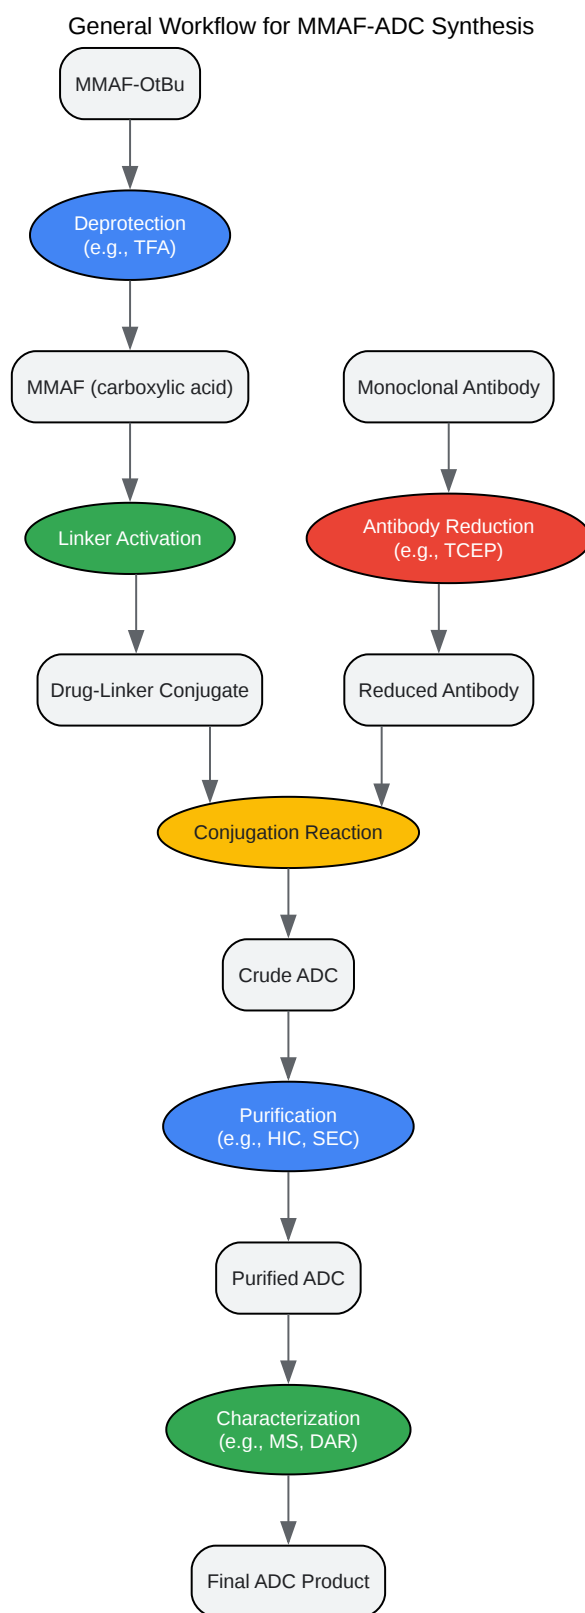 General Workflow for MMAF-ADC Synthesis
MMAF-OtBu
Deprotection
(e.g., TFA)
MMAF (carboxylic acid)
Monoclonal Antibody
Linker Activation
Antibody Reduction
(e.g., TCEP)
Drug-Linker Conjugate
Reduced Antibody
Conjugation Reaction
Crude ADC
Purification
(e.g., HIC, SEC)
Purified ADC
Characterization
(e.g., MS, DAR)
Final ADC Product